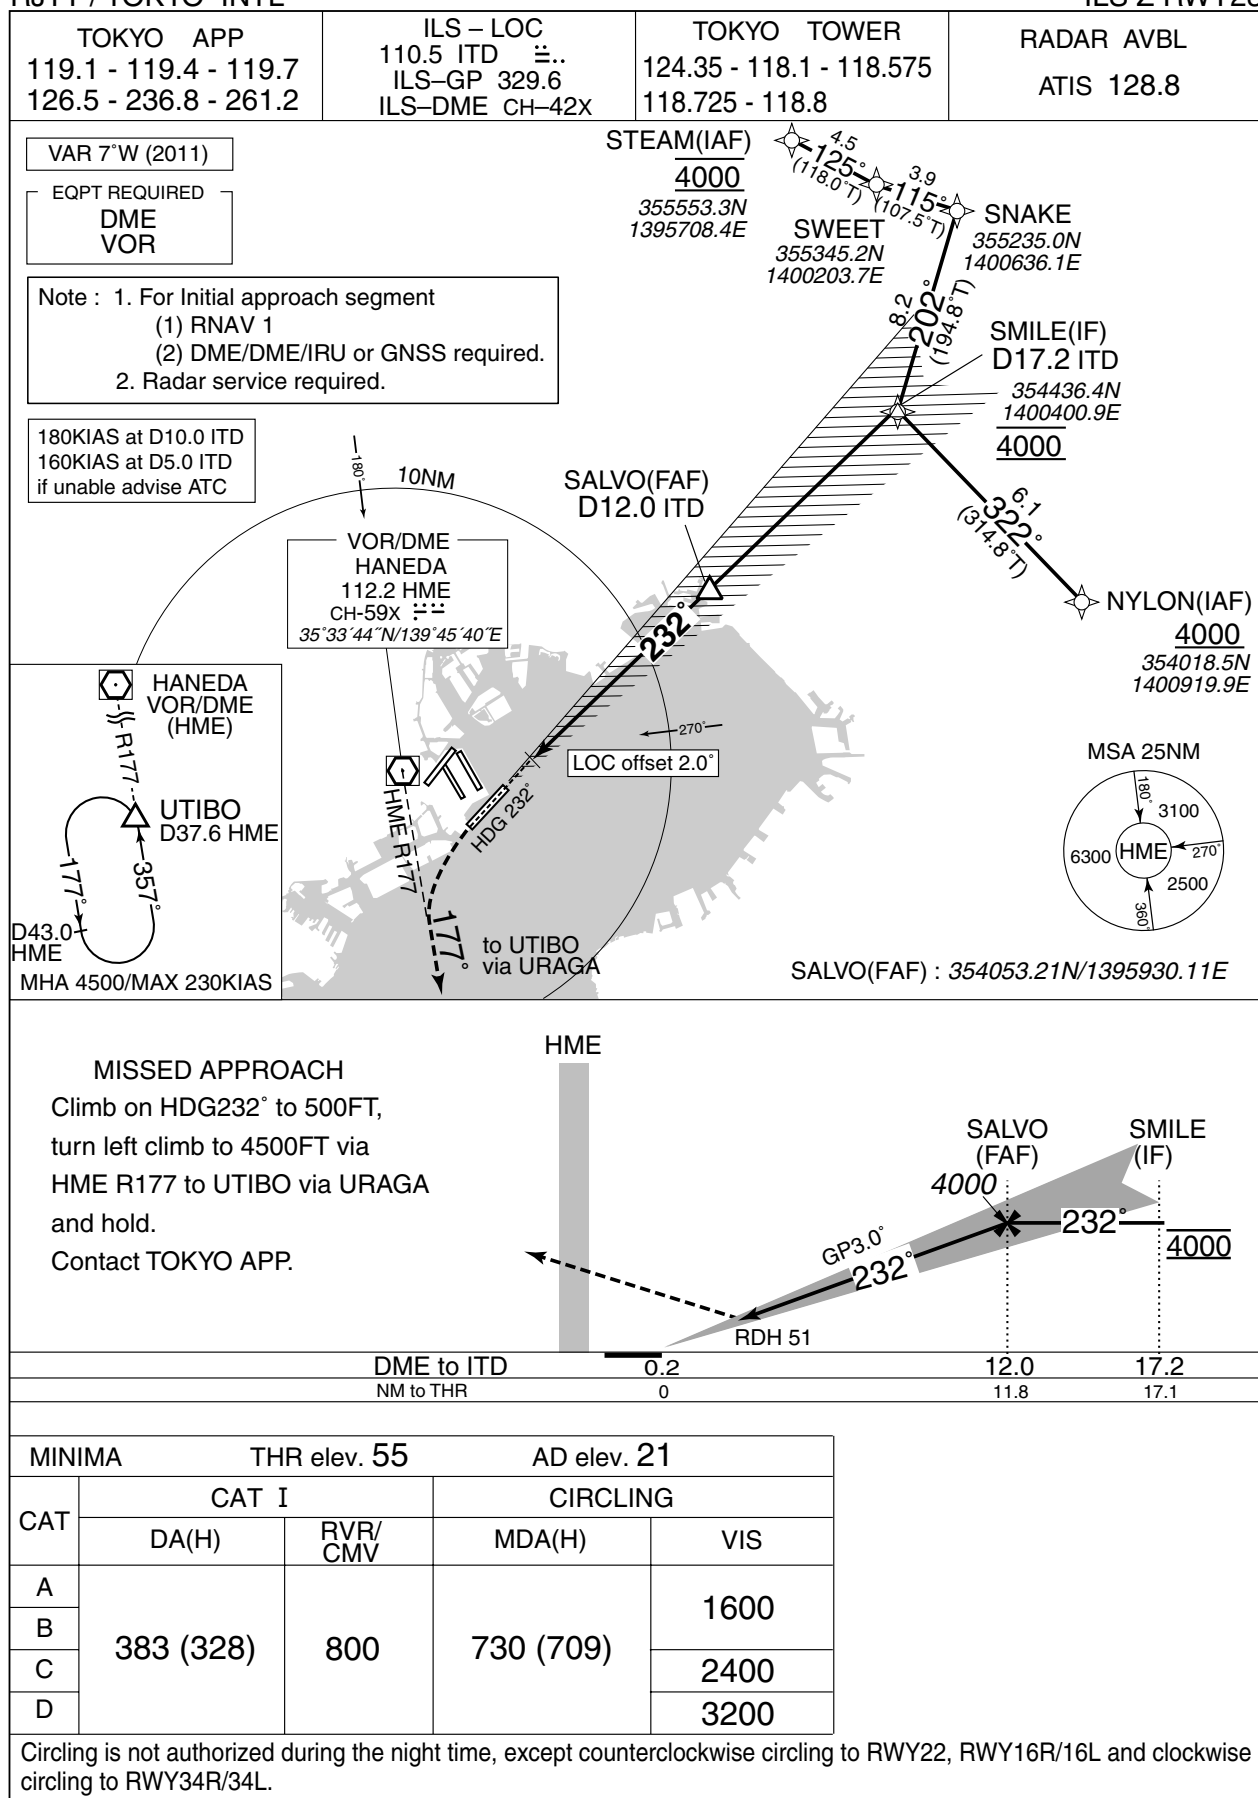 RJTT / TOKYO INTL
ILS Z RWY23
TOKYO APP
119.1 - 119.4 - 119.7
126.5 - 236.8 - 261.2
ILS – LOC
110.5 ITD
ILS–GP 329.6
ILS–DME CH–42X
TOKYO TOWER
124.35 - 118.1 - 118.575
118.725 - 118.8
RADAR AVBL
ATIS 128.8
VAR 7°W (2011)
EQPT REQUIRED
DME
VOR
Note : 1. For Initial approach segment
(1) RNAV 1
(2) DME/DME/IRU or GNSS required.
2. Radar service required.
180KIAS at D10.0 ITD
160KIAS at D5.0 ITD
if unable advise ATC
STEAM(IAF)
4000
355553.3N
1395708.4E
4.5
125°
(118.0°T)
3.9
115°
(107.5°T)
SWEET
355345.2N
1400203.7E
SNAKE
355235.0N
1400636.1E
8.2
202°
(194.8°T)
SMILE(IF)
D17.2 ITD
354436.4N
1400400.9E
4000
6.1
322°
(314.8°T)
NYLON(IAF)
4000
354018.5N
1400919.9E
SALVO(FAF)
D12.0 ITD
232°
180°
10NM
VOR/DME
HANEDA
112.2 HME
CH-59X
35°33′44″N/139°45′40″E
270°
LOC offset 2.0°
HDG 232°
HME R177
177°
to UTIBO
via URAGA
HANEDA
VOR/DME
(HME)
R177
UTIBO
D37.6 HME
177°
357°
D43.0
HME
MHA 4500/MAX 230KIAS
MSA 25NM
180°
3100
6300
HME
270°
2500
360°
SALVO(FAF) : 354053.21N/1395930.11E
MISSED APPROACH
Climb on HDG232° to 500FT,
turn left climb to 4500FT via
HME R177 to UTIBO via URAGA
and hold.
Contact TOKYO APP.
HME
SALVO
(FAF)
4000
SMILE
(IF)
232°
4000
GP3.0°
232°
RDH 51
DME to ITD 0.2 12.0 17.2
NM to THR 0 11.8 17.1
MINIMA THR elev. 55 AD elev. 21
CAT
CAT I
CIRCLING
DA(H)
RVR/
CMV
MDA(H)
VIS
A
B
C
D
383 (328)
800
730 (709)
1600
2400
3200
Circling is not authorized during the night time, except counterclockwise circling to RWY22, RWY16R/16L and clockwise
circling to RWY34R/34L.